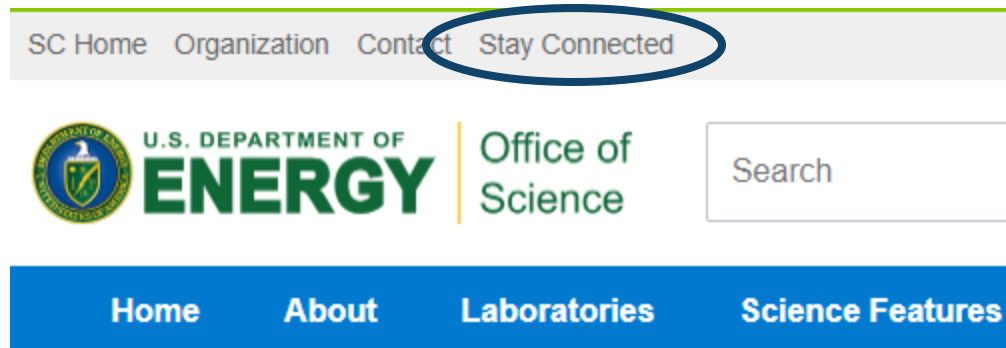 SC Home Organization Contact Stay Connected
U.S. DEPARTMENT OF
ENERGY
Office of
Science
Search
Home About Laboratories Science Features